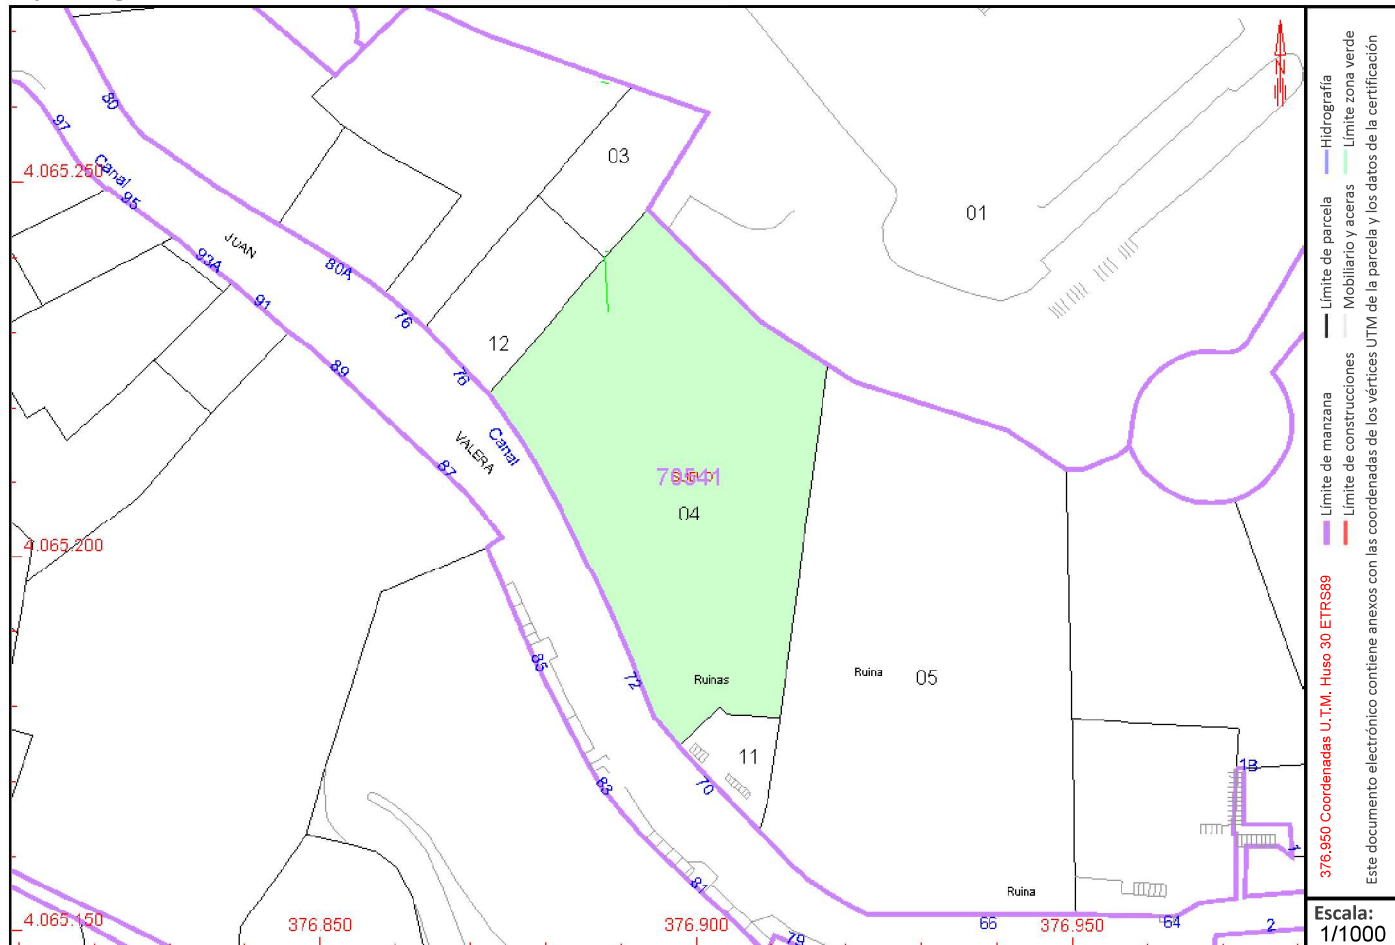 80
97
Canal
4.065.250
95
JUAN
93A
80A
91
76
03
01
12
89
76
Canal
VALERA
87
70541
04
4.065.200
85
72
Ruinas
Ruina
05
11
83
70
1B
1
81
Ruina
4.065.150
376.850
376.900
79
66
376.950
64
2
N
Límite de manzana
Límite de parcela
Hidrografía
Límite de construcciones
Mobiliario y aceras
Límite zona verde
376.950 Coordenadas U.T.M. Huso 30 ETRS89
Este documento electrónico contiene anexos con las coordenadas de los vértices UTM de la parcela y los datos de la certificación
Escala:
1/1000